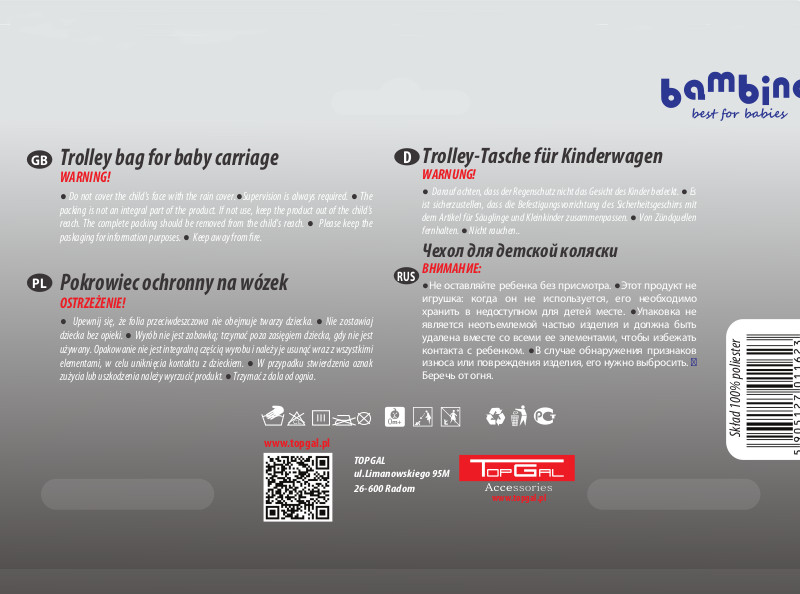 bambino
best for babies
GB Trolley bag for baby carriage
WARNING!
● Do not cover the child's face with the rain cover. ●Supervision is always required. ● The
packing is not an integral part of the product. If not use, keep the product out of the child's
reach. The complete packing should be removed from the child's reach. ● Please keep the
packaging for information purposes. ● Keep away from fire.
PL Pokrowiec ochronny na wózek
OSTRZEŻENIE!
● Upewnij się, że folia przeciwdeszczowa nie obejmuje twarzy dziecka. ● Nie zostawiaj
dziecka bez opieki. ● Wyrób nie jest zabawką; trzymać poza zasięgiem dziecka, gdy nie jest
używany. Opakowanie nie jest integralną częścią wyrobu i należy je usunąć wraz z wszystkimi
elementami, w celu uniknięcia kontaktu z dzieckiem. ● W przypadku stwierdzenia oznak
zużycia lub uszkodzenia należy wyrzucić produkt. ● Trzymać z dala od ognia.
D Trolley-Tasche für Kinderwagen
WARNUNG!
● Darauf achten, dass der Regenschutz nicht das Gesicht des Kinder bedeckt. ● Es
ist sicherzustellen, dass die Befestigungsvorrichtung des Sicherheitsgeschirrs mit
dem Artikel für Säuglinge und Kleinkinder zusammenpassen. ● Von Zündquellen
fernhalten. ● Nicht rauchen..
Чехол для детской коляски
RUS ВНИМАНИЕ:
●Не оставляйте ребенка без присмотра. ●Этот продукт не
игрушка: когда он не используется, его необходимо
хранить в недоступном для детей месте. ●Упаковка не
является неотъемлемой частью изделия и должна быть
удалена вместе со всеми ее элементами, чтобы избежать
контакта с ребенком. ●В случае обнаружения признаков
износа или повреждения изделия, его нужно выбросить.
Беречь от огня.
0m+
www.topgal.pl
TOPGAL
ul.Limanowskiego 95M
26-600 Radom
TOPGAL
Accessories
www.topgal.pl
Skład 100% poliester
5905127011623